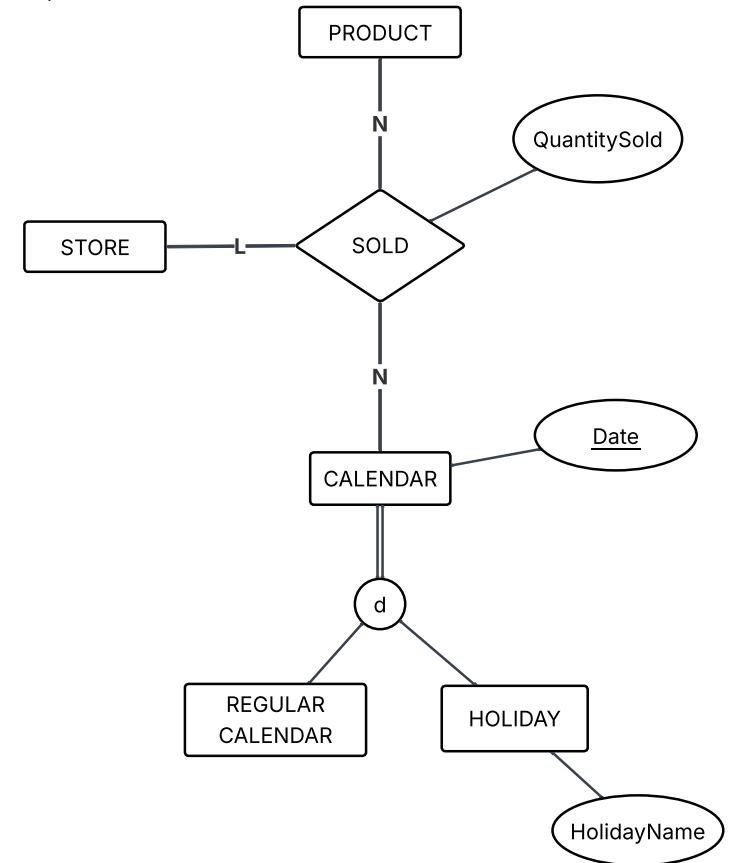 PRODUCT
N
QuantitySold
STORE
L
SOLD
N
Date
CALENDAR
d
REGULAR
CALENDAR
HOLIDAY
HolidayName